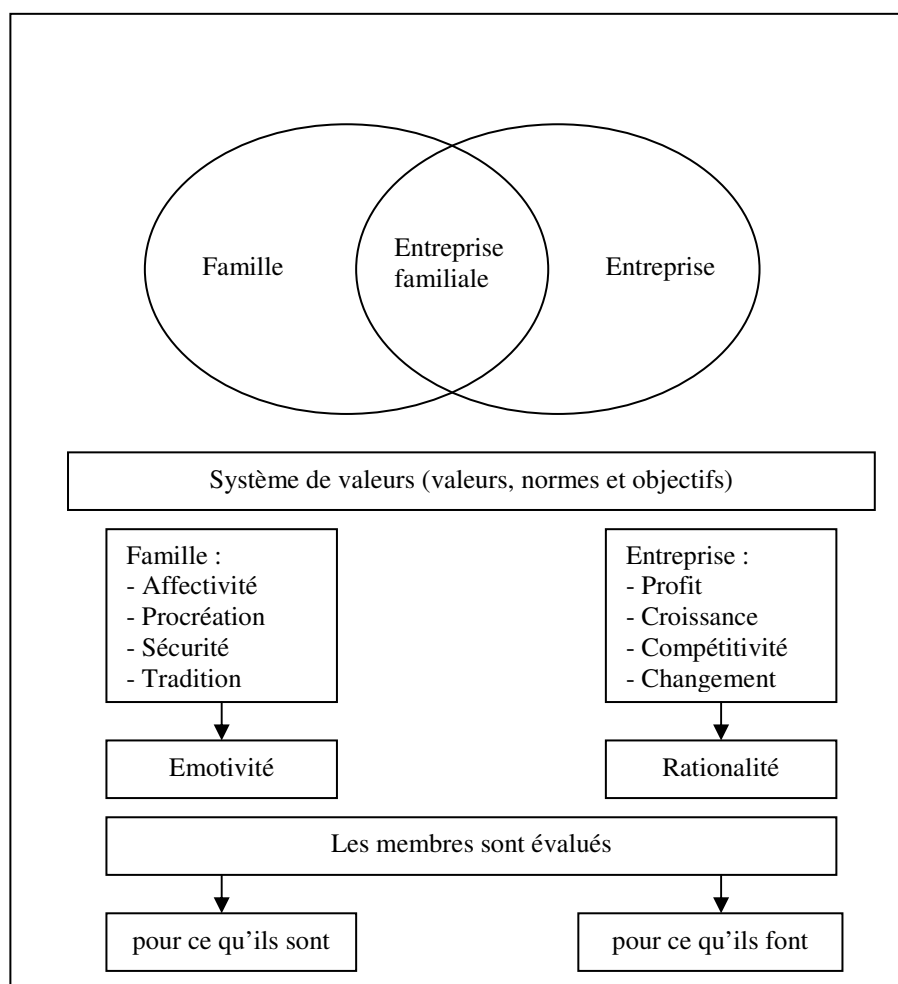 Famille
Entreprise
familiale
Entreprise
Système de valeurs (valeurs, normes et objectifs)
Famille :
- Affectivité
- Procréation
- Sécurité
- Tradition
Entreprise :
- Profit
- Croissance
- Compétitivité
- Changement
Emotivité
Rationalité
Les membres sont évalués
pour ce qu'ils sont
pour ce qu'ils font